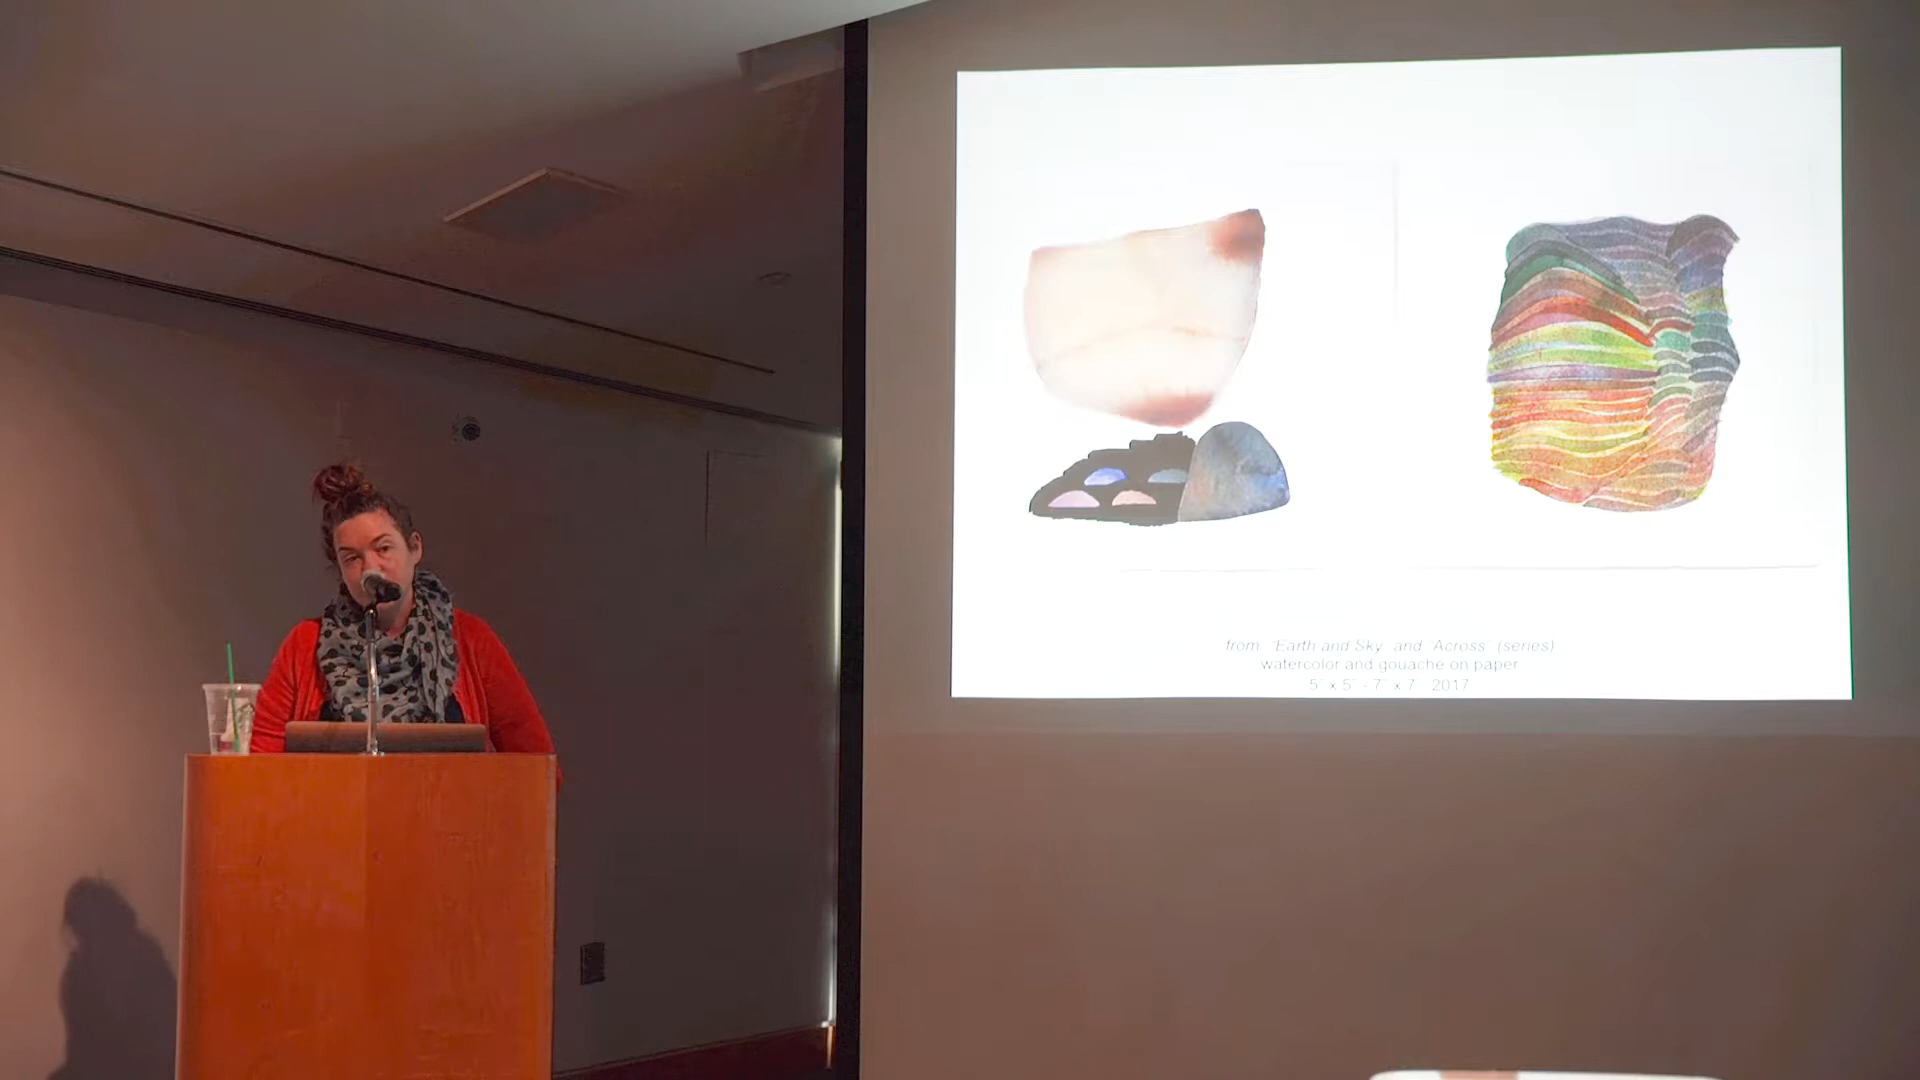 from "Earth and Sky" and "Across" (series)
watercolor and gouache on paper
5" x 5" - 7" x 7" 2017